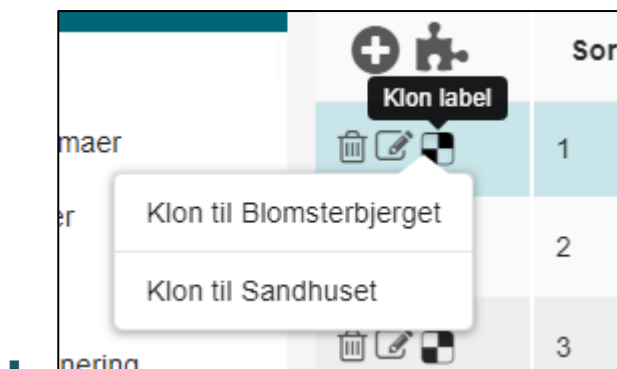 Sor
Klon label
maer
1
er
Klon til Blomsterbjerget
2
Klon til Sandhuset
3
nering